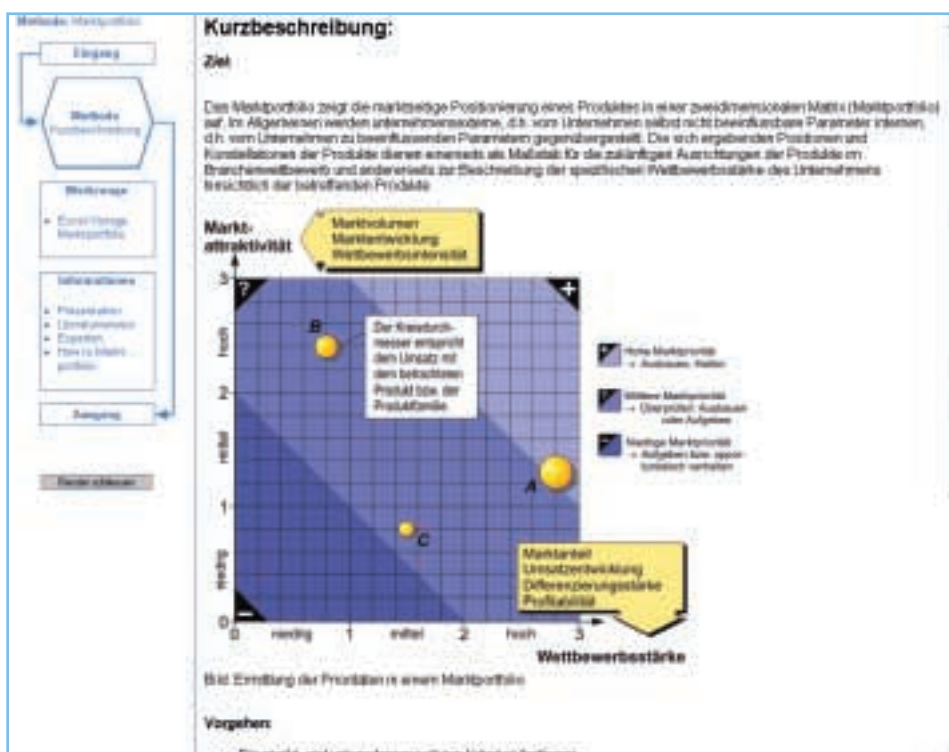 Methode: Marktportfolio
Eingang
Methode
Kurzbeschreibung
Werkzeuge
Excel-Vorlage
Marktportfolio
Informationen
Präsentation
Literaturhinweise
Experten
How to Markt-
portfolio
Ausgang
Fenster schliessen
Kurzbeschreibung:
Ziel:
Das Marktportfolio zeigt die marktseitige Positionierung eines Produktes in einer zweidimensionalen Matrix (Marktportfolio)
auf. Im Allgemeinen werden unternehmensexterne, d.h. vom Unternehmen selbst nicht beeinflussbare Parameter internen,
d.h. vom Unternehmen zu beeinflussenden Parametern gegenübergestellt. Die sich ergebenden Positionen und
Konstellationen der Produkte dienen einerseits als Maßstab für die zukünftigen Ausrichtungen der Produkte im
Branchenwettbewerb und andererseits zur Beschreibung der spezifischen Wettbewerbsstärke des Unternehmens
hinsichtlich der betreffenden Produkte.
Markt-
attraktivität
Marktvolumen
Marktentwicklung
Wettbewerbsintensität
3
?
+
hoch
B
Der Kreisdurch-
messer entspricht
dem Umsatz mit
dem betrachteten
Produkt bzw. der
Produktfamilie.
+
Hohe Marktpriorität
→ Ausbauen, Halten
2
?
Mittlere Marktpriorität
→ Überprüfen: Ausbauen
oder Aufgeben
mittel
–
Niedrige Marktpriorität
→ Aufgeben bzw. oppor-
tunistisch verhalten
A
1
C
niedrig
Marktanteil
Umsatzentwicklung
Differenzierungsstärke
Profitabilität
–
0
0 niedrig 1 mittel 2 hoch 3
Wettbewerbsstärke
Bild: Ermittlung der Prioritäten in einem Marktportfolio
Vorgehen: